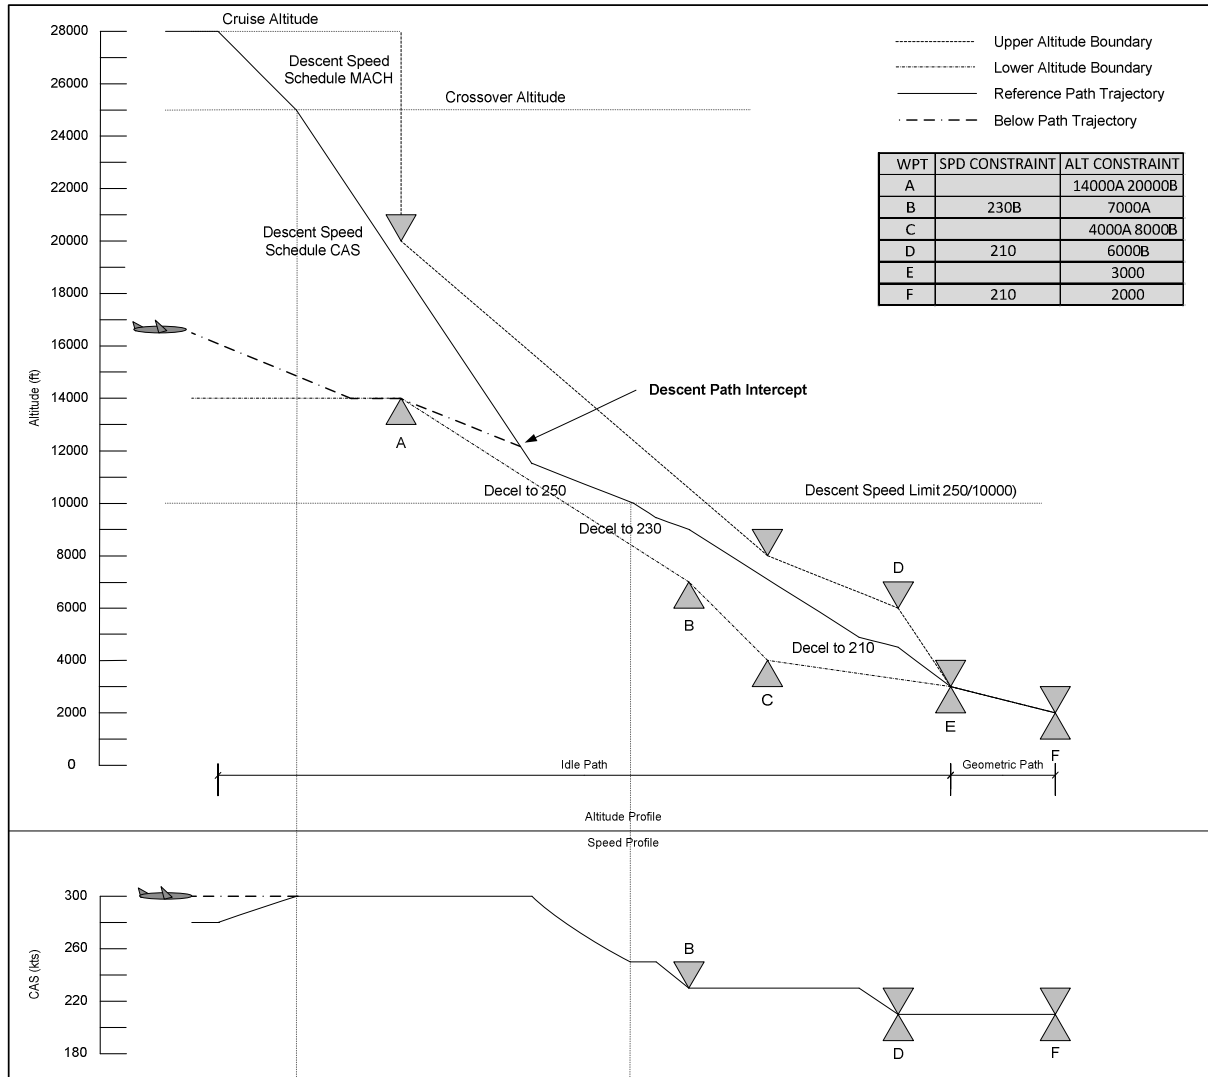 28000
26000
24000
22000
20000
18000
16000
14000
12000
10000
8000
6000
4000
2000
0
Altitude (ft)
Cruise Altitude
Descent Speed
Schedule MACH
Crossover Altitude
Descent Speed
Schedule CAS
Upper Altitude Boundary
Lower Altitude Boundary
Reference Path Trajectory
Below Path Trajectory
WPT SPD CONSTRAINT ALT CONSTRAINT
A 14000A 20000B
B 230B 7000A
C 4000A 8000B
D 210 6000B
E 3000
F 210 2000
Descent Path Intercept
A
Decel to 250
Descent Speed Limit 250/10000)
Decel to 230
D
B
Decel to 210
C
E
F
Idle Path
Geometric Path
Altitude Profile
Speed Profile
300
260
220
180
CAS (kts)
B
D
F